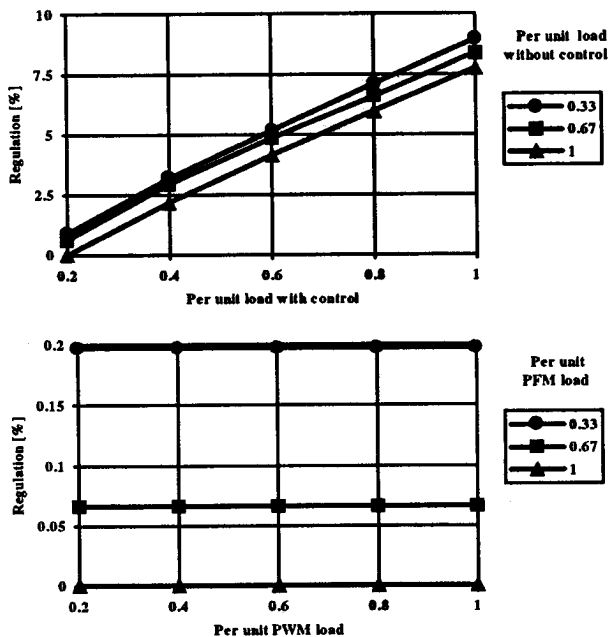 10
7.5
5
2.5
0
Regulation [%]
0.2 0.4 0.6 0.8 1
Per unit load with control
Per unit load
without control
0.33
0.67
1
0.2
0.15
0.1
0.05
0
Regulation [%]
0.2 0.4 0.6 0.8 1
Per unit PWM load
Per unit
PFM load
0.33
0.67
1